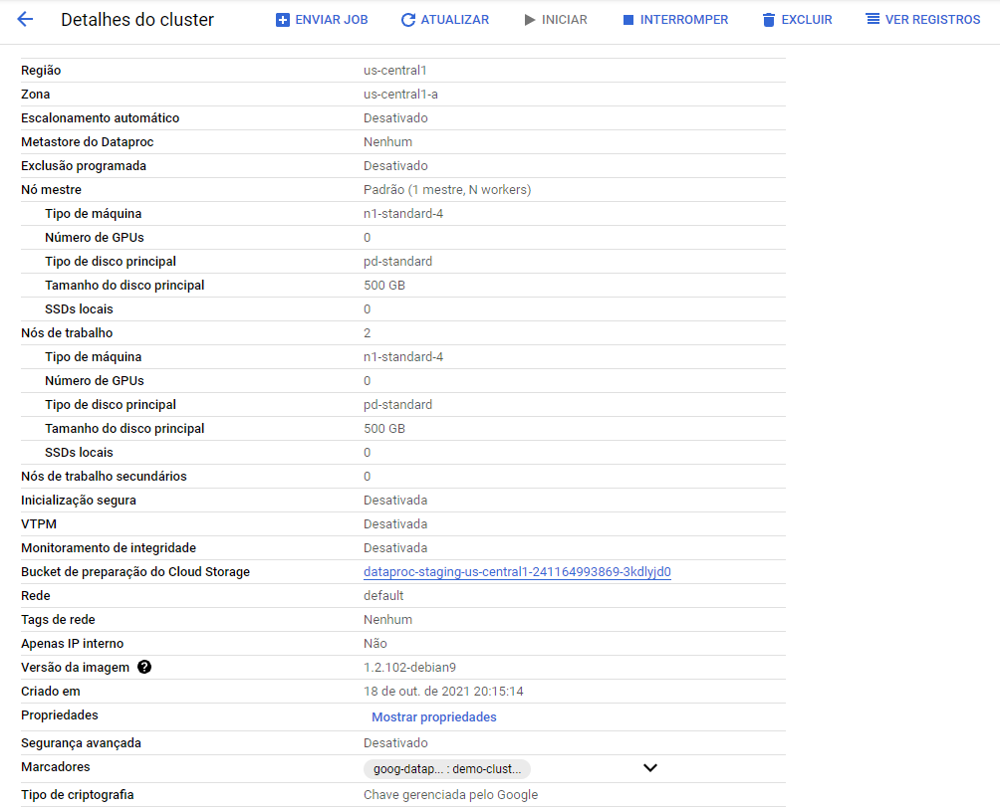 Detalhes do cluster ENVIAR JOB ATUALIZAR INICIAR INTERROMPER EXCLUIR VER REGISTROS
Região us-central1
Zona us-central1-a
Escalonamento automático Desativado
Metastore do Dataproc Nenhum
Exclusão programada Desativado
Nó mestre Padrão (1 mestre, N workers)
Tipo de máquina n1-standard-4
Número de GPUs 0
Tipo de disco principal pd-standard
Tamanho do disco principal 500 GB
SSDs locais 0
Nós de trabalho 2
Tipo de máquina n1-standard-4
Número de GPUs 0
Tipo de disco principal pd-standard
Tamanho do disco principal 500 GB
SSDs locais 0
Nós de trabalho secundários 0
Inicialização segura Desativada
VTPM Desativada
Monitoramento de integridade Desativada
Bucket de preparação do Cloud Storage dataproc-staging-us-central1-241164993869-3kdlyjd0
Rede default
Tags de rede Nenhum
Apenas IP interno Não
Versão da imagem ? 1.2.102-debian9
Criado em 18 de out. de 2021 20:15:14
Propriedades Mostrar propriedades
Segurança avançada Desativado
Marcadores goog-datap... : demo-clust...
Tipo de criptografia Chave gerenciada pelo Google